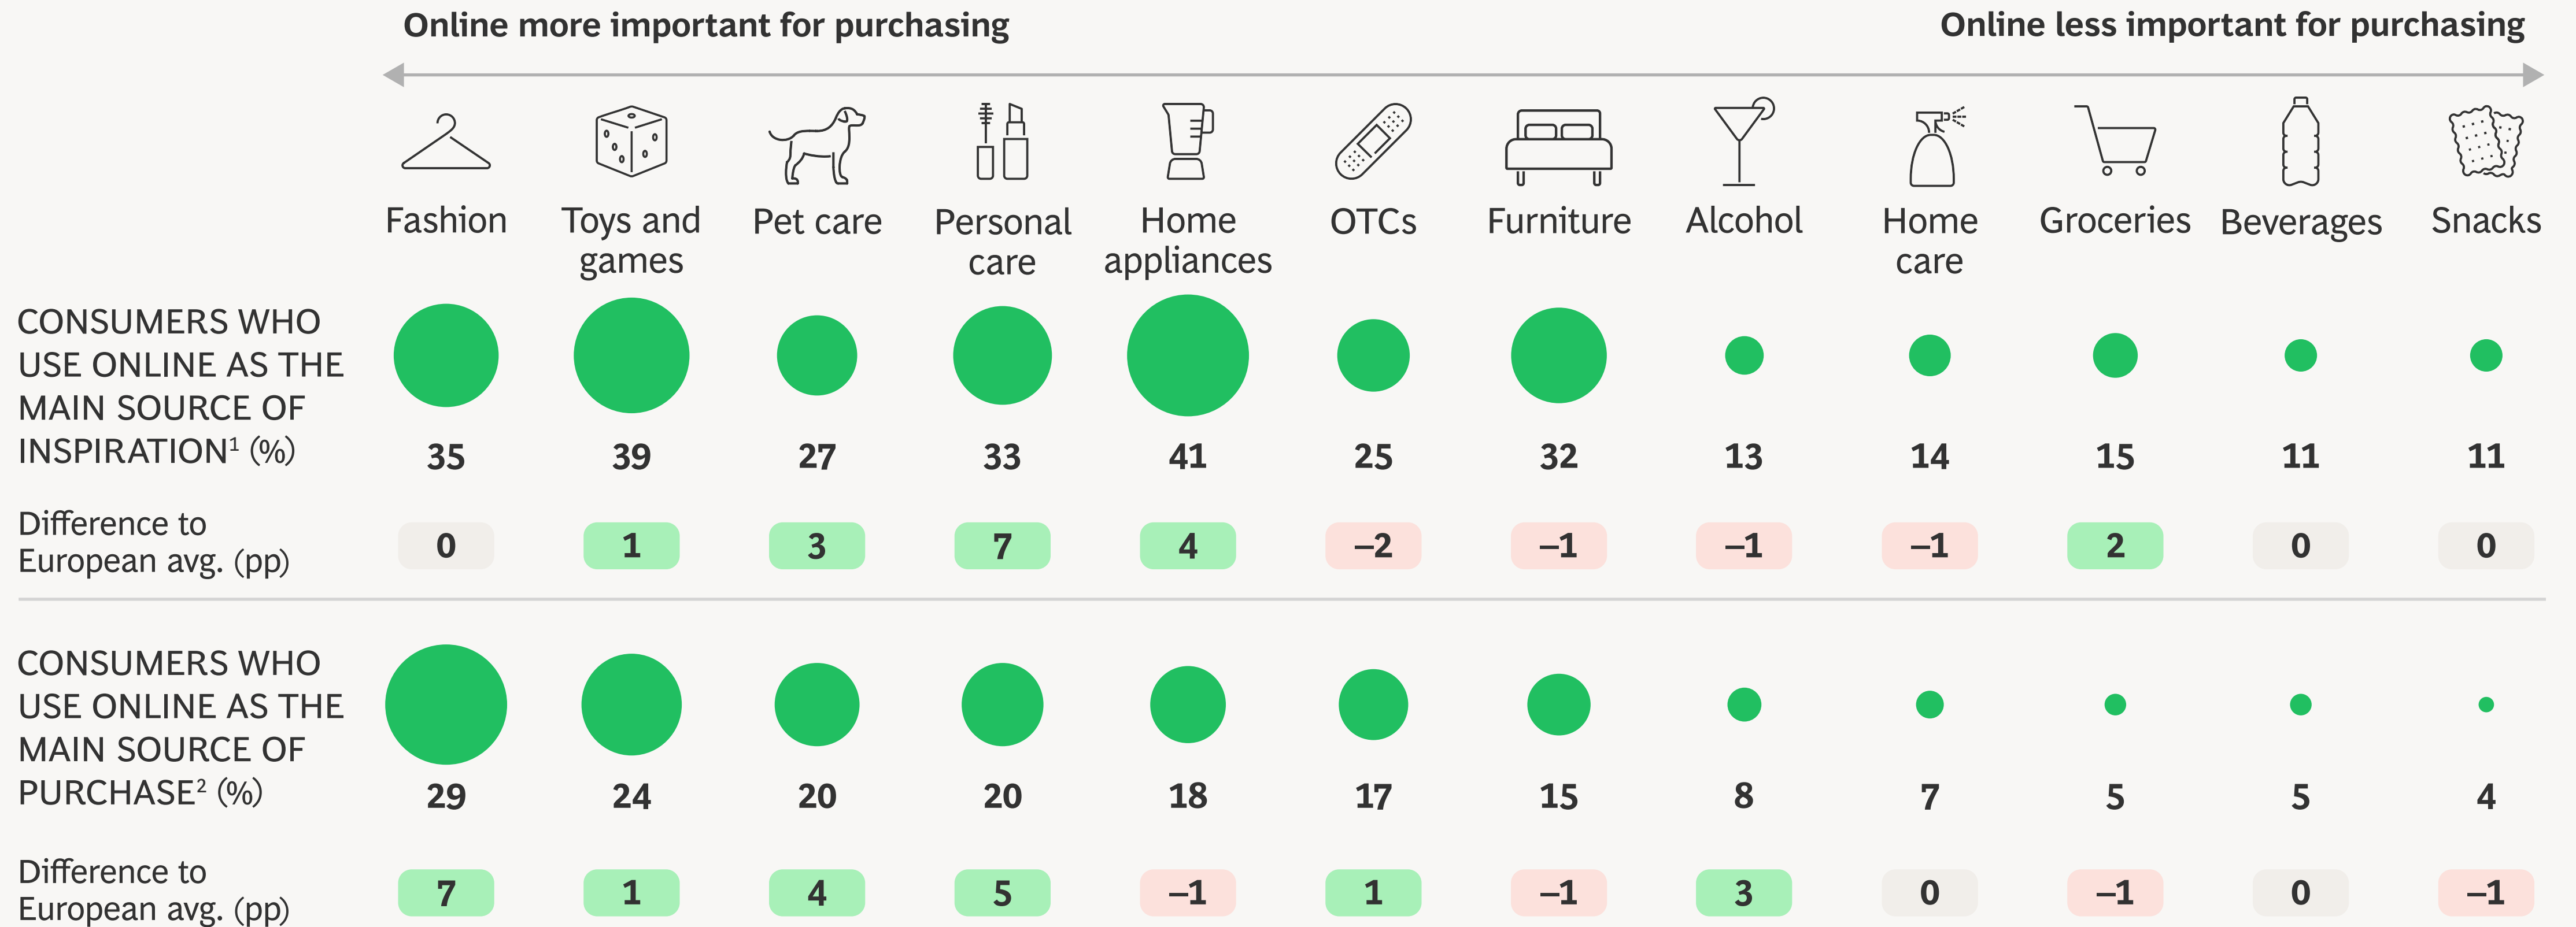 Online more important for purchasing
Online less important for purchasing
Fashion
Toys and
games
Pet care
Personal
care
Home
appliances
OTCs
Furniture
Alcohol
Home
care
Groceries
Beverages
Snacks
CONSUMERS WHO
USE ONLINE AS THE
MAIN SOURCE OF
INSPIRATION¹ (%)
35 39 27 33 41 25 32 13 14 15 11 11
Difference to
European avg. (pp)
0 1 3 7 4 –2 –1 –1 –1 2 0 0
CONSUMERS WHO
USE ONLINE AS THE
MAIN SOURCE OF
PURCHASE² (%)
29 24 20 20 18 17 15 8 7 5 5 4
Difference to
European avg. (pp)
7 1 4 5 –1 1 –1 3 0 –1 0 –1